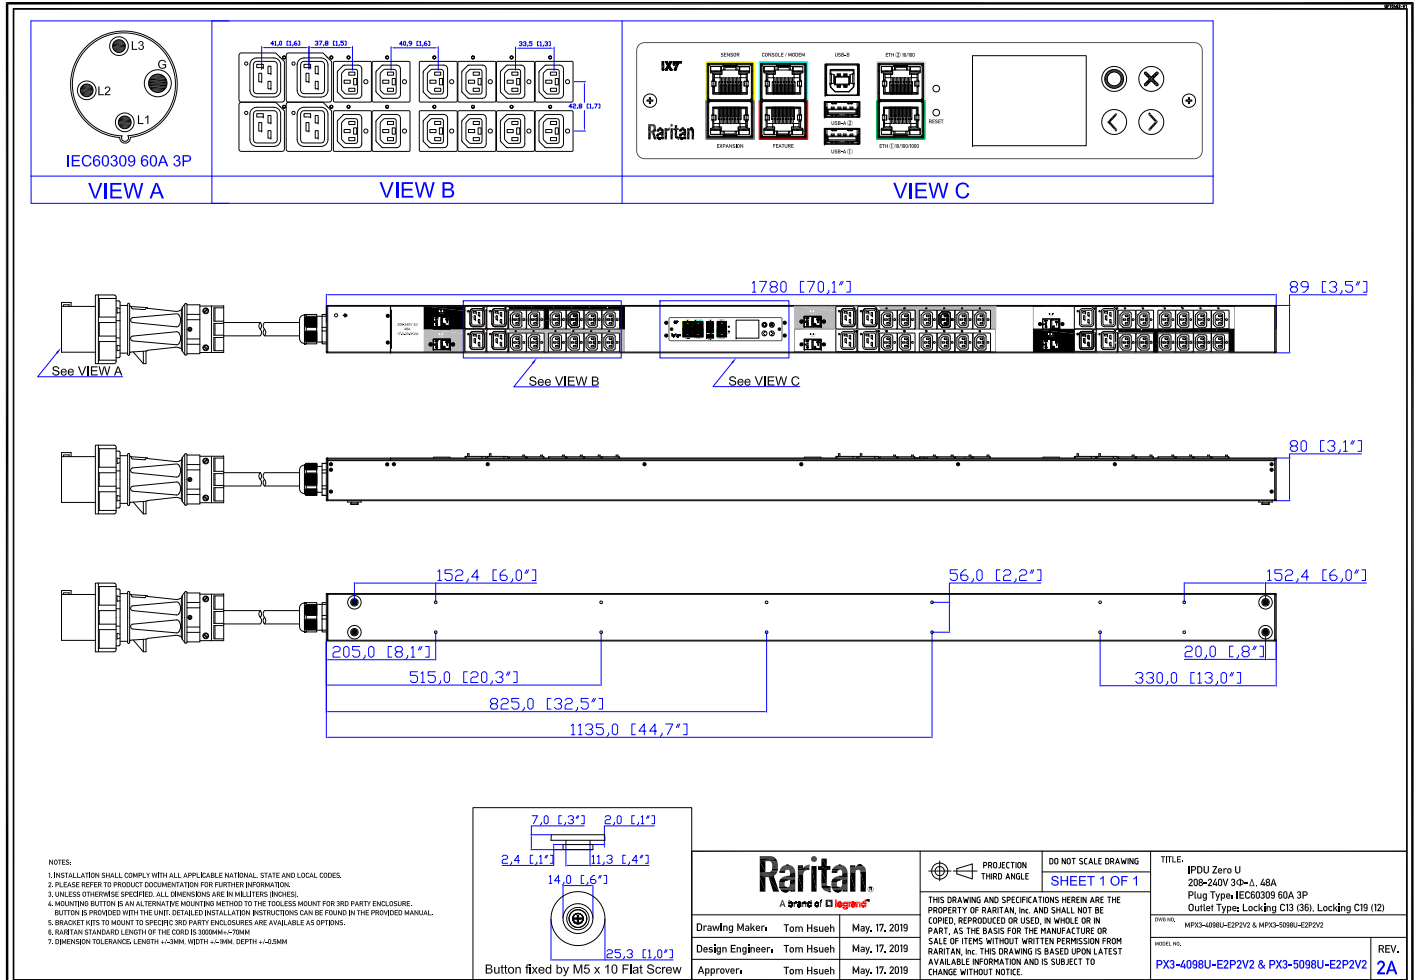 L3
G
L2
L1
IEC60309 60A 3P
VIEW A
41,0 [1,6]
37,8 [1,5]
40,9 [1,6]
33,5 [1,3]
42,8 [1,7]
VIEW B
iX7
SENSOR
CONSOLE / MODEM
USB-B
ETH ② 10/100
Raritan
USB-A ②
RESET
EXPANSION
FEATURE
USB-A ①
ETH ① 10/100/1000
VIEW C
1780 [70,1"]
89 [3,5"]
See VIEW A
See VIEW B
See VIEW C
80 [3,1"]
152,4 [6,0"]
56,0 [2,2"]
152,4 [6,0"]
205,0 [8,1"]
20,0 [,8"]
515,0 [20,3"]
330,0 [13,0"]
825,0 [32,5"]
1135,0 [44,7"]
7,0 [,3"]
2,0 [,1"]
2,4 [,1"]
11,3 [,4"]
14,0 [,6"]
25,3 [1,0"]
Button fixed by M5 x 10 Flat Screw
NOTES:
1. INSTALLATION SHALL COMPLY WITH ALL APPLICABLE NATIONAL, STATE AND LOCAL CODES.
2. PLEASE REFER TO PRODUCT DOCUMENTATION FOR FURTHER INFORMATION.
3. UNLESS OTHERWISE SPECIFIED, ALL DIMENSIONS ARE IN MILLITERS [INCHES].
4. MOUNTING BUTTON IS AN ALTERNATIVE MOUNTING METHOD TO THE TOOLESS MOUNT FOR 3RD PARTY ENCLOSURE.
BUTTON IS PROVIDED WITH THE UNIT. DETAILED INSTALLATION INSTRUCTIONS CAN BE FOUND IN THE PROVIDED MANUAL.
5. BRACKET KITS TO MOUNT TO SPECIFIC 3RD PARTY ENCLOSURES ARE AVAILABLE AS OPTIONS.
6. RARITAN STANDARD LENGTH OF THE CORD IS 3000MM+/-70MM
7. DIMENSION TOLERANCE: LENGTH +/-3MM, WIDTH +/-1MM, DEPTH +/-0.5MM
Raritan.
A brand of legrand
Drawing Maker: Tom Hsueh May. 17. 2019
Design Engineer: Tom Hsueh May. 17. 2019
Approver: Tom Hsueh May. 17. 2019
PROJECTION
THIRD ANGLE
DO NOT SCALE DRAWING
SHEET 1 OF 1
THIS DRAWING AND SPECIFICATIONS HEREIN ARE THE
PROPERTY OF RARITAN, Inc. AND SHALL NOT BE
COPIED, REPRODUCED OR USED, IN WHOLE OR IN
PART, AS THE BASIS FOR THE MANUFACTURE OR
SALE OF ITEMS WITHOUT WRITTEN PERMISSION FROM
RARITAN, Inc. THIS DRAWING IS BASED UPON LATEST
AVAILABLE INFORMATION AND IS SUBJECT TO
CHANGE WITHOUT NOTICE.
TITLE:
IPDU Zero U
208-240V 3Φ-Δ, 48A
Plug Type: IEC60309 60A 3P
Outlet Type: Locking C13 (36), Locking C19 (12)
DWG NO.
MPX3-4098U-E2P2V2 & MPX3-5098U-E2P2V2
MODEL NO.
PX3-4098U-E2P2V2 & PX3-5098U-E2P2V2
REV.
2A